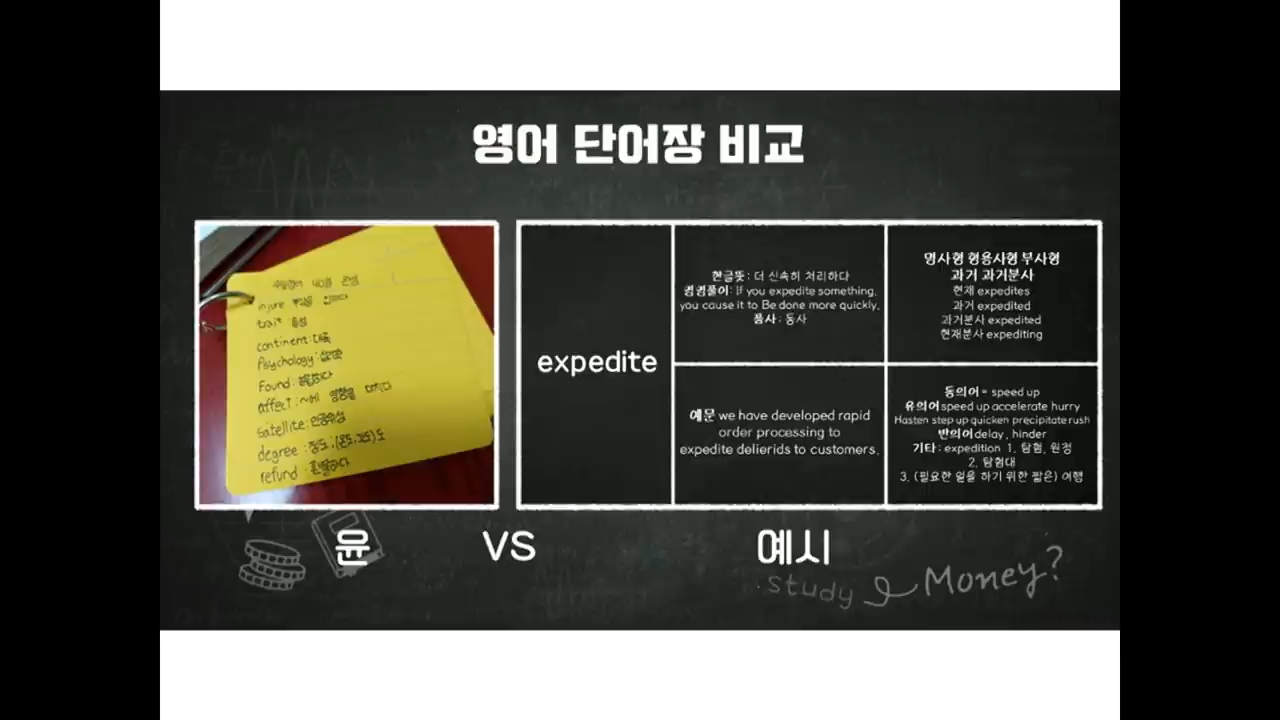 영어 단어장 비교
수능영어 40일 완성
injure 부상을 입히다
trait 특성
continent:대륙
Psychology:심리학
Found:설립하다
affect:~에 영향을 미치다
Satellite:인공위성
degree:정도,(온도,각도)도
refund:환불하다
expedite
한글뜻: 더 신속히 처리하다
영영풀이: If you expedite something,
you cause it to Be done more quickly.
품사: 동사
명사형 형용사형 부사형
과거 과거분사
현재 expedites
과거 expedited
과거분사 expedited
현재분사 expediting
예문 we have developed rapid
order processing to
expedite delierids to customers.
동의어= speed up
유의어speed up accelerate hurry
Hasten step up quicken precipitate rush
반의어 delay, hinder
기타: expedition 1. 탐험, 원정
2. 탐험대
3. (필요한 일을 하기 위한 짧은) 여행
윤 VS 예시
Study & Money?